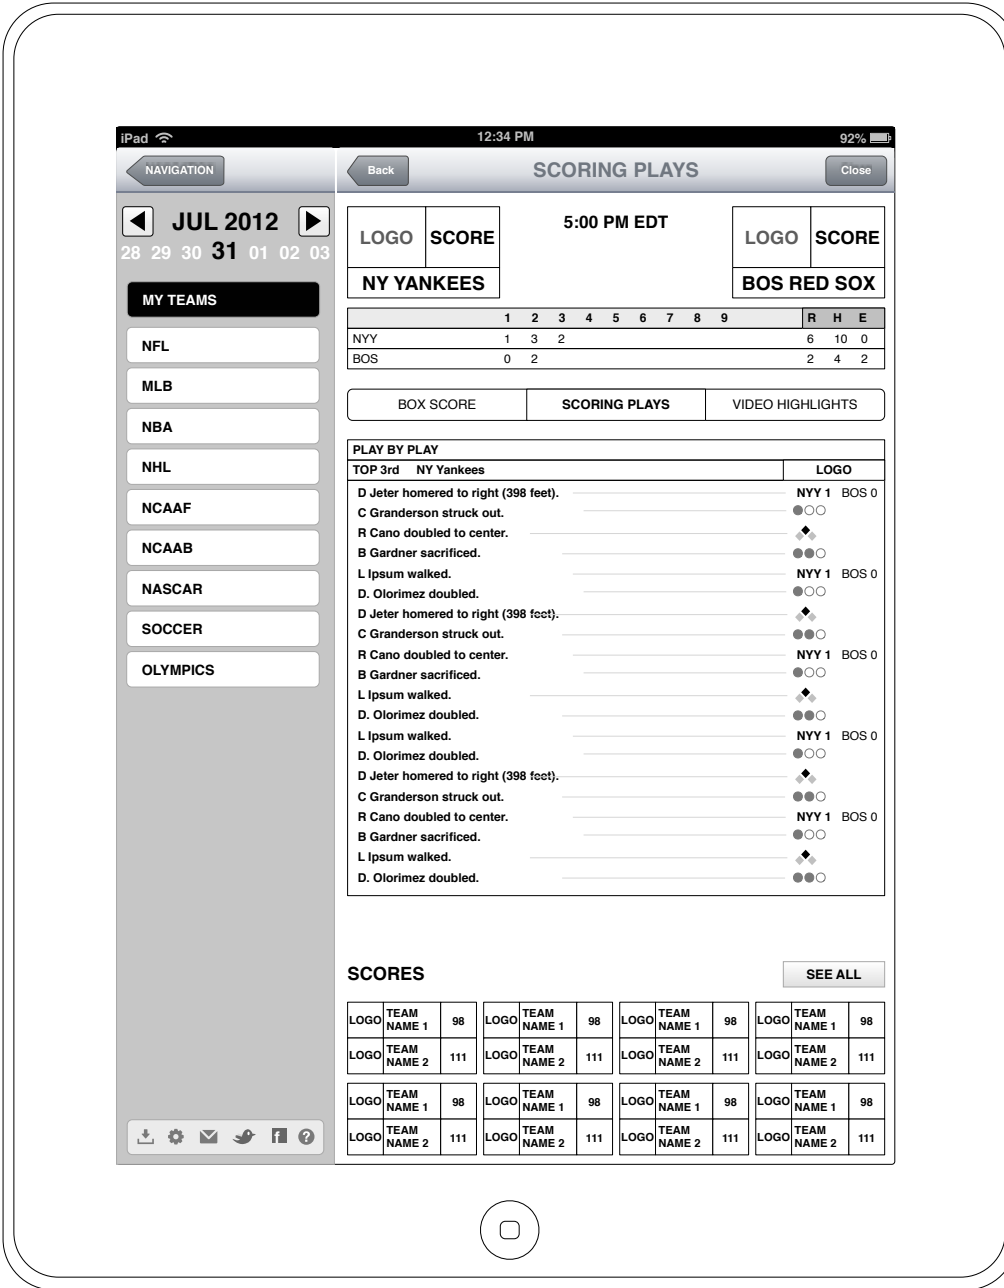 iPad 12:34 PM 92%
NAVIGATION
Back SCORING PLAYS Close
JUL 2012
28 29 30 31 01 02 03
MY TEAMS
NFL
MLB
NBA
NHL
NCAAF
NCAAB
NASCAR
SOCCER
OLYMPICS
LOGO SCORE 5:00 PM EDT LOGO SCORE
NY YANKEES BOS RED SOX
1 2 3 4 5 6 7 8 9 R H E
NYY 1 3 2 6 10 0
BOS 0 2 2 4 2
BOX SCORE SCORING PLAYS VIDEO HIGHLIGHTS
PLAY BY PLAY
TOP 3rd NY Yankees LOGO
D Jeter homered to right (398 feet). NYY 1 BOS 0
C Granderson struck out.
R Cano doubled to center.
B Gardner sacrificed.
L Ipsum walked. NYY 1 BOS 0
D. Olorimez doubled.
D Jeter homered to right (398 feet).
C Granderson struck out.
R Cano doubled to center. NYY 1 BOS 0
B Gardner sacrificed.
L Ipsum walked.
D. Olorimez doubled.
L Ipsum walked. NYY 1 BOS 0
D. Olorimez doubled.
D Jeter homered to right (398 feet).
C Granderson struck out.
R Cano doubled to center. NYY 1 BOS 0
B Gardner sacrificed.
L Ipsum walked.
D. Olorimez doubled.
SCORES SEE ALL
LOGO TEAM NAME 1 98 LOGO TEAM NAME 1 98 LOGO TEAM NAME 1 98 LOGO TEAM NAME 1 98
LOGO TEAM NAME 2 111 LOGO TEAM NAME 2 111 LOGO TEAM NAME 2 111 LOGO TEAM NAME 2 111
LOGO TEAM NAME 1 98 LOGO TEAM NAME 1 98 LOGO TEAM NAME 1 98 LOGO TEAM NAME 1 98
LOGO TEAM NAME 2 111 LOGO TEAM NAME 2 111 LOGO TEAM NAME 2 111 LOGO TEAM NAME 2 111